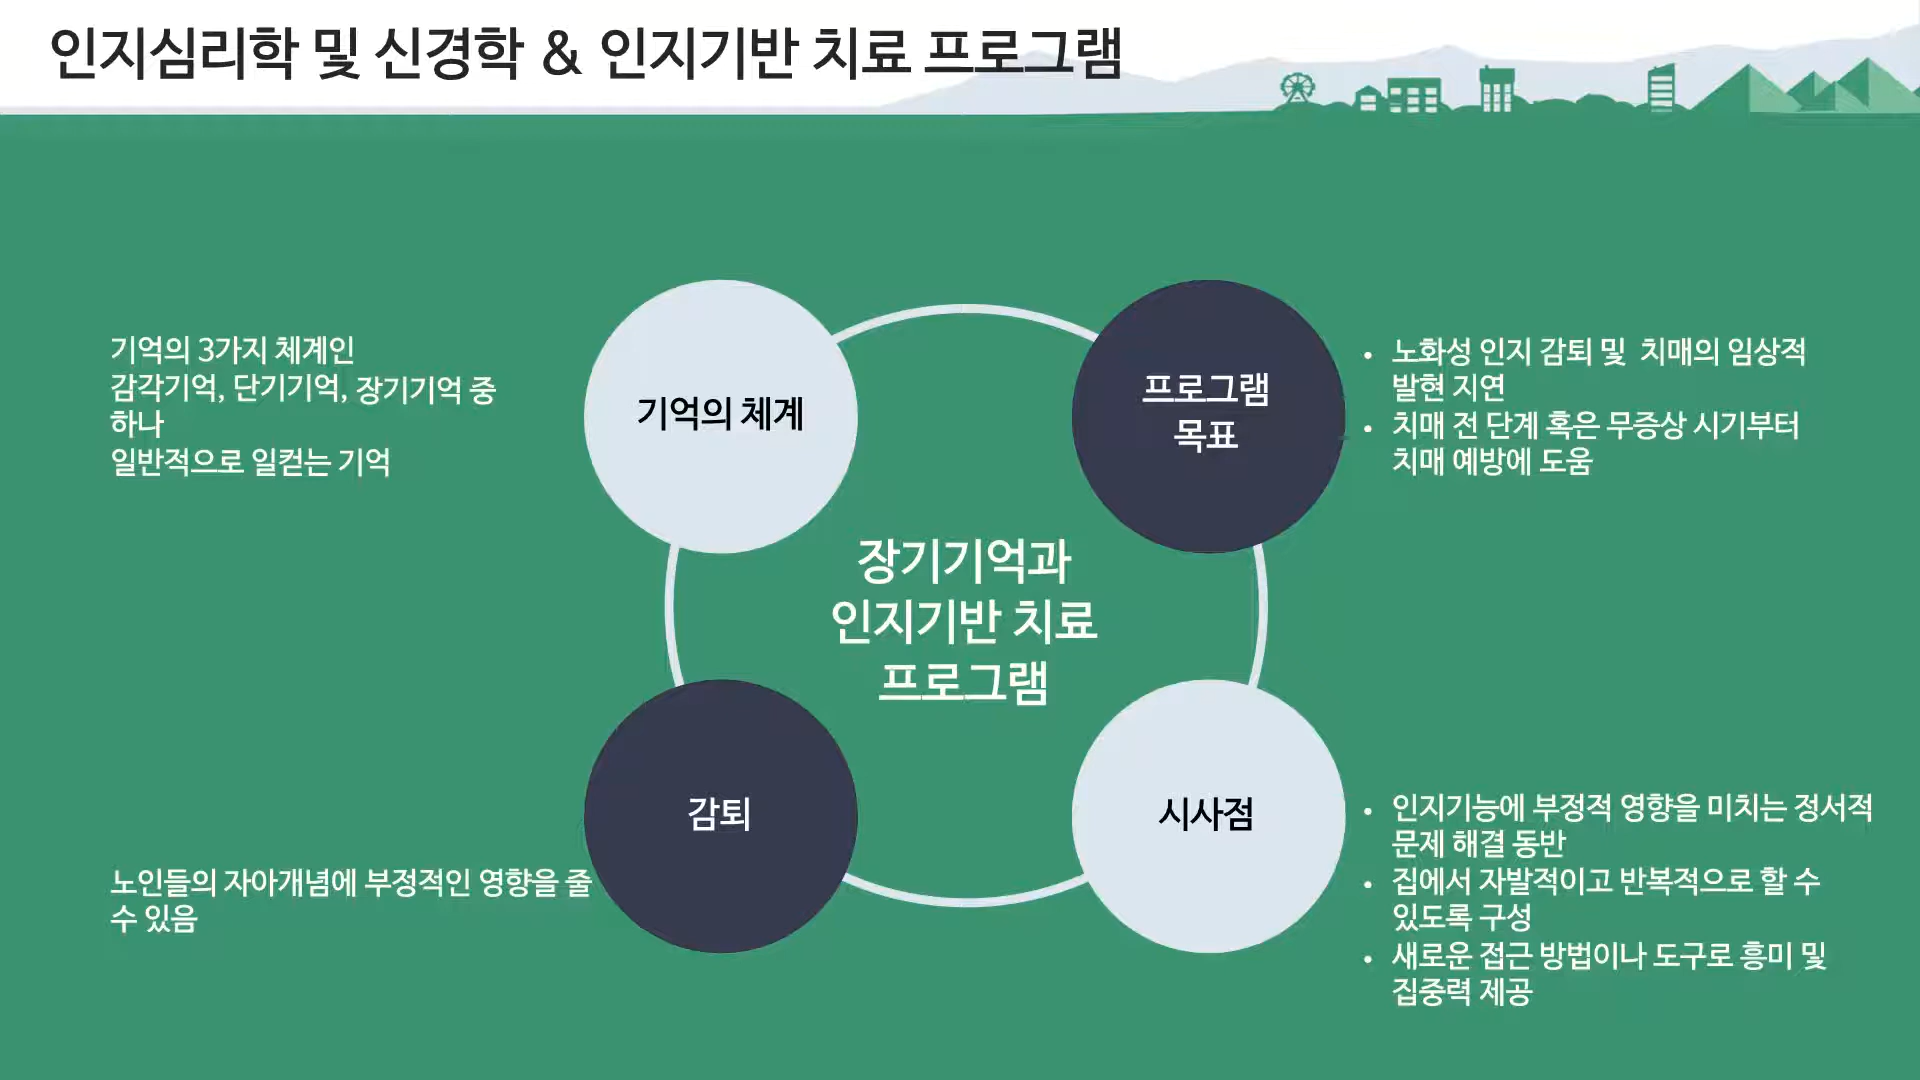 인지심리학 및 신경학 & 인지기반 치료 프로그램
기억의 3가지 체계인
감각기억, 단기기억, 장기기억 중
하나
일반적으로 일컫는 기억
기억의 체계
프로그램
목표
• 노화성 인지 감퇴 및 치매의 임상적
발현 지연
• 치매 전 단계 혹은 무증상 시기부터
치매 예방에 도움
장기기억과
인지기반 치료
프로그램
노인들의 자아개념에 부정적인 영향을 줄
수 있음
감퇴
시사점
• 인지기능에 부정적 영향을 미치는 정서적
문제 해결 동반
• 집에서 자발적이고 반복적으로 할 수
있도록 구성
• 새로운 접근 방법이나 도구로 흥미 및
집중력 제공